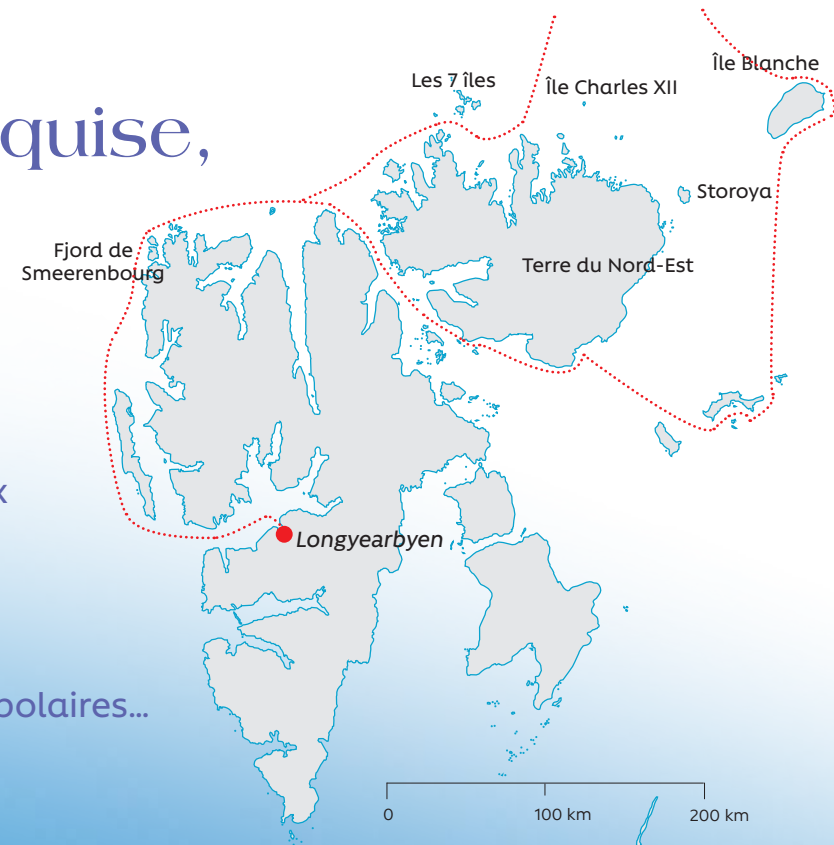 quise,
x
polaires...
Les 7 îles
Île Charles XII
Île Blanche
Storoya
Fjord de
Smeerenbourg
Terre du Nord-Est
Longyearbyen
0
100 km
200 km